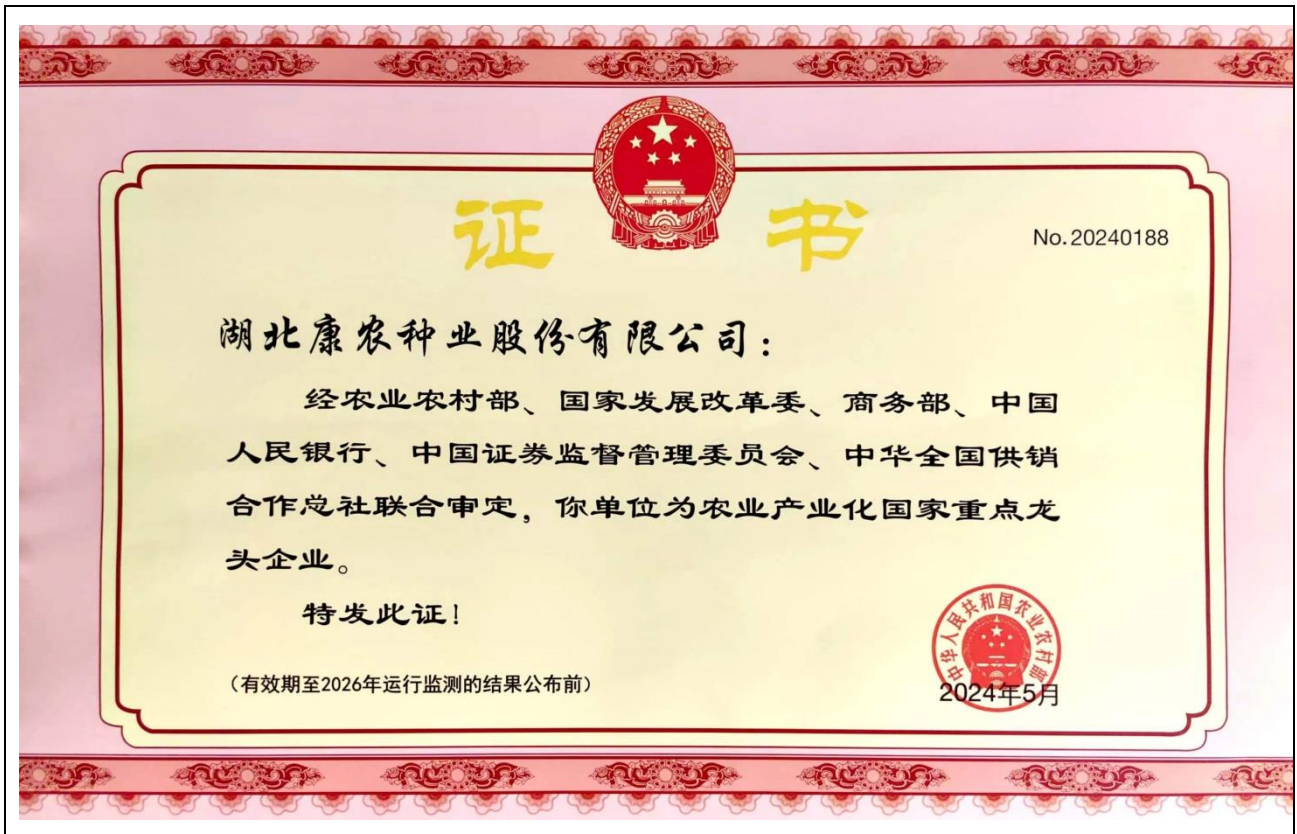 证书
No.20240188
湖北康农种业股份有限公司：
经农业农村部、国家发展改革委、商务部、中国
人民银行、中国证券监督管理委员会、中华全国供销
合作总社联合审定，你单位为农业产业化国家重点龙
头企业。
特发此证！
中华人民共和国农业农村部
（有效期至2026年运行监测的结果公布前）
2024年5月